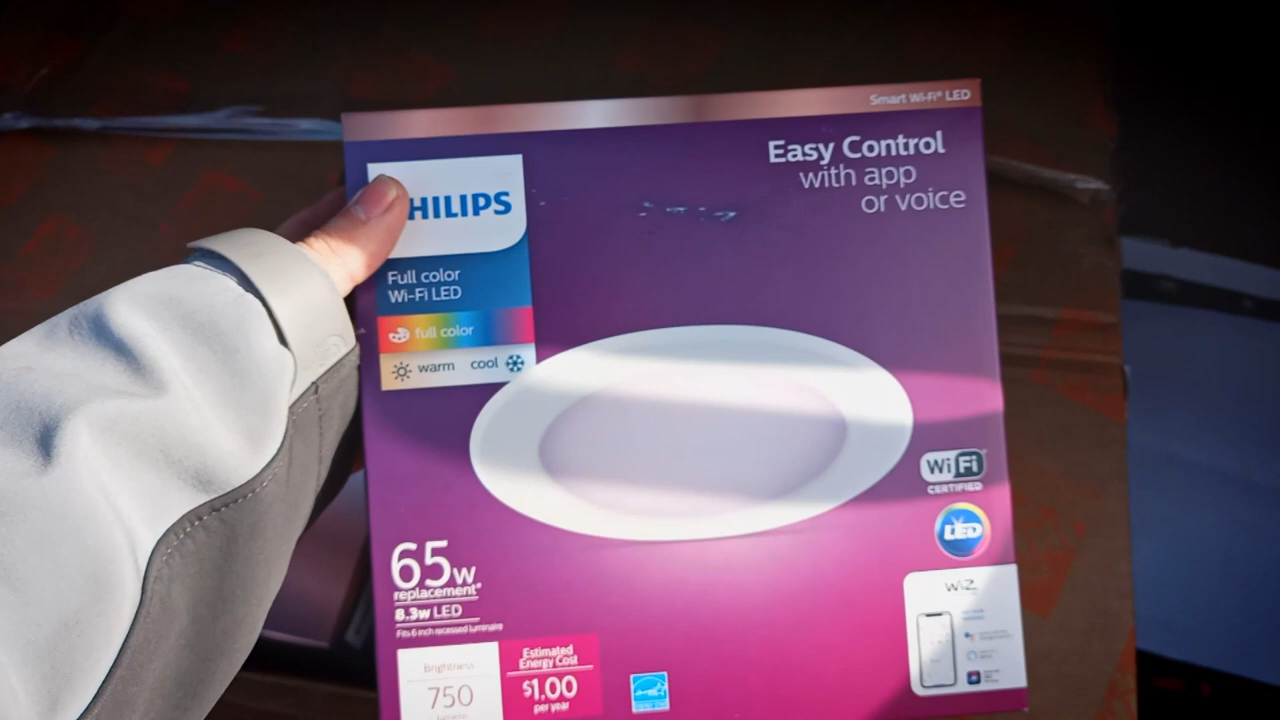 Smart Wi-Fi® LED
Easy Control
with app
or voice
HILIPS
Full color
Wi-Fi LED
full color
warm cool
WiFi
CERTIFIED
LED
65w
replacement*
8.3w LED
Fits 6 inch recessed luminaire
WiZ
Brightness
750
Estimated
Energy Cost
$1.00
per year